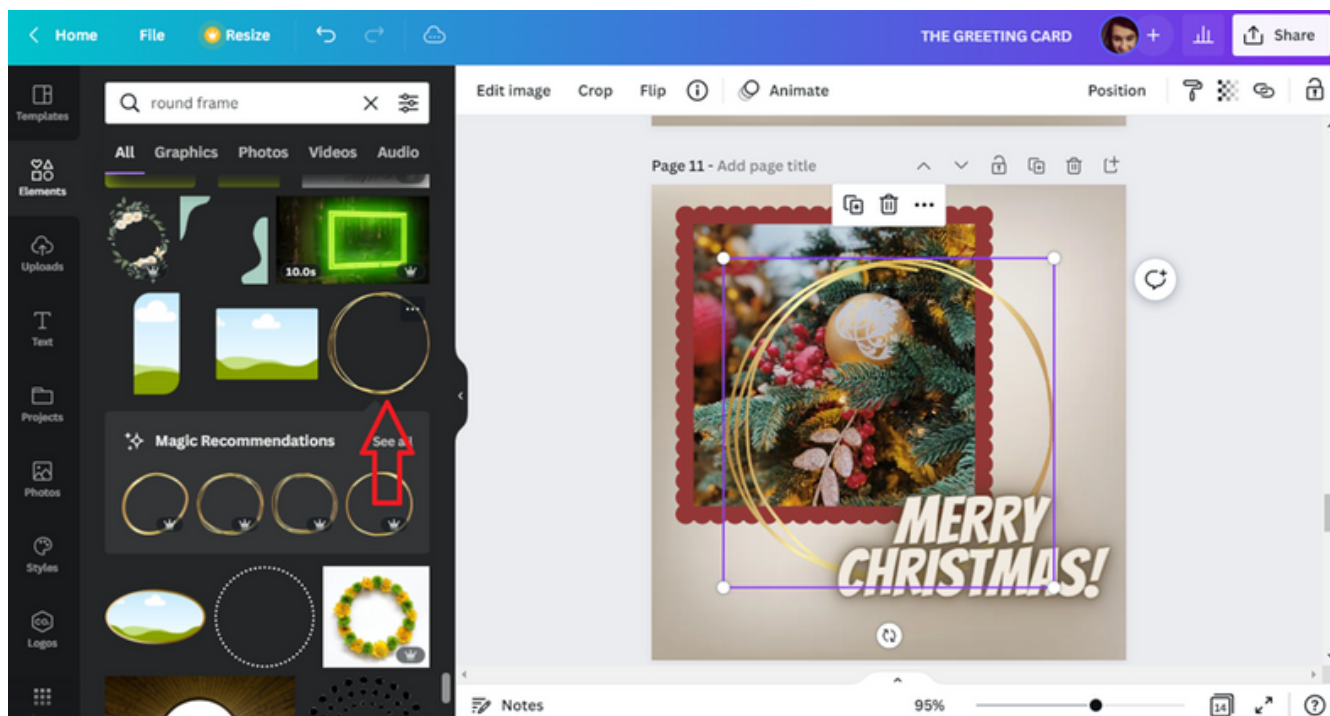 Home File Resize THE GREETING CARD + Share
Templates
Elements
Uploads
Text
Projects
Photos
Styles
CO.
Logos
round frame
All Graphics Photos Videos Audio
10.0s
Magic Recommendations See all
Edit image Crop Flip Animate Position
Page 11 - Add page title
MERRY
CHRISTMAS!
Notes 95% 14 ?